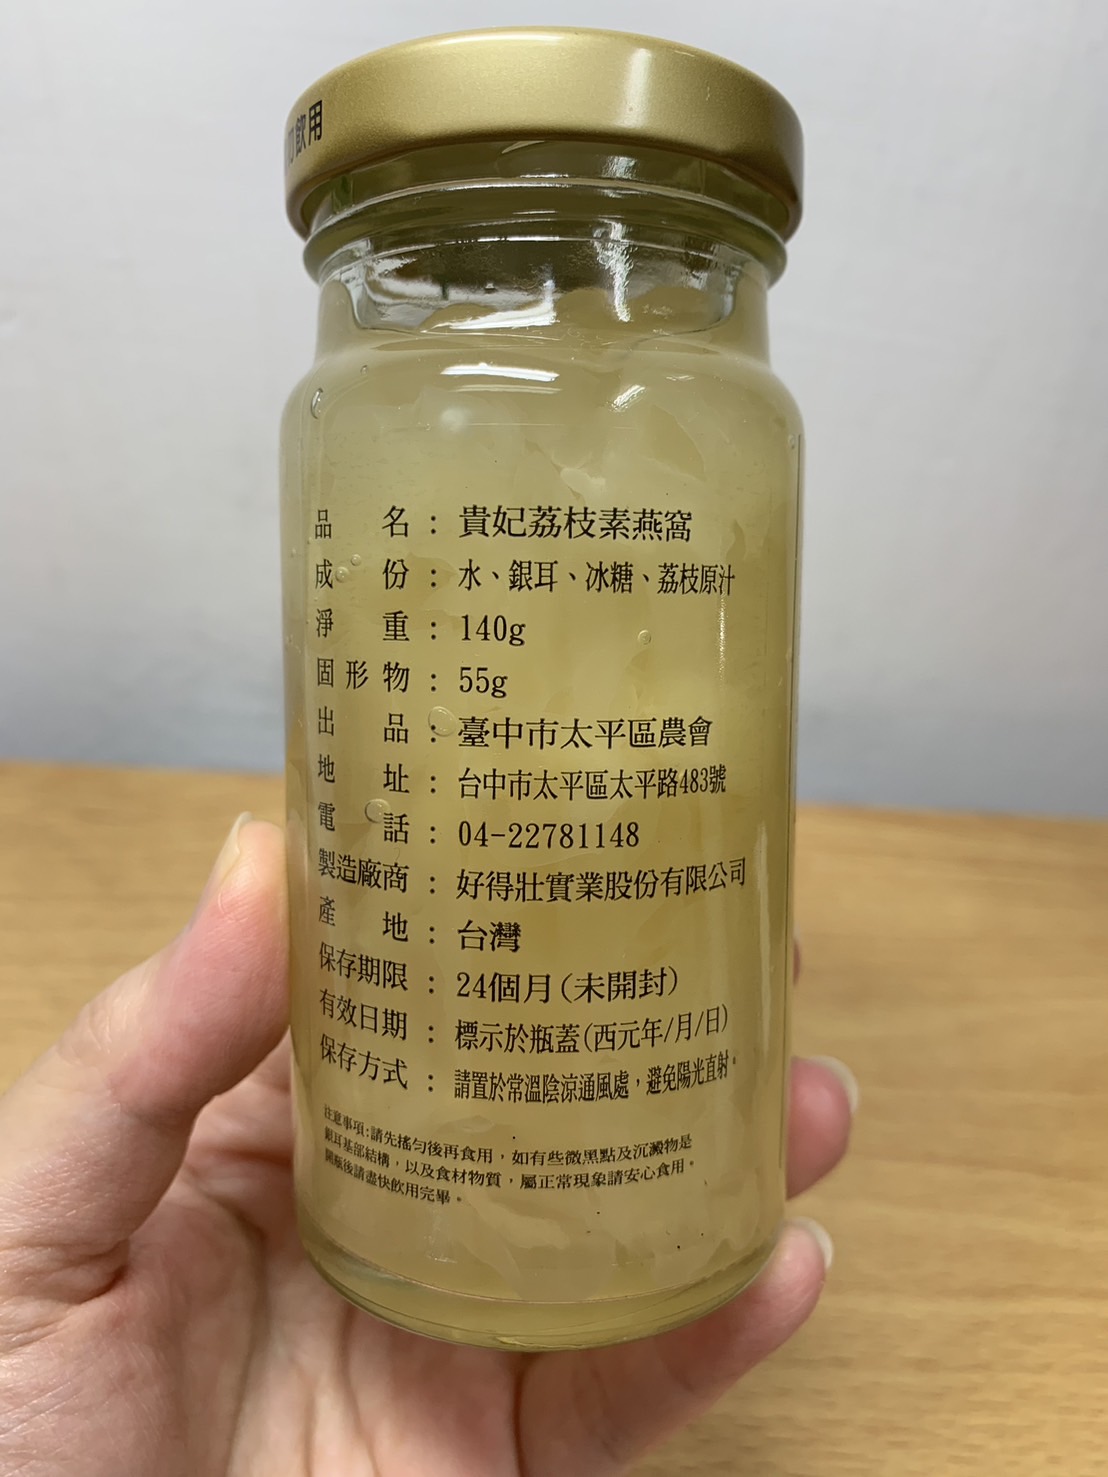 飲用
品名：貴妃荔枝素燕窩
成份：水、銀耳、冰糖、荔枝原汁
淨重：140g
固形物：55g
出品：臺中市太平區農會
地址：台中市太平區太平路483號
電話：04-22781148
製造廠商：好得壯實業股份有限公司
產地：台灣
保存期限：24個月(未開封)
有效日期：標示於瓶蓋(西元年/月/日)
保存方式：請置於常溫陰涼通風處，避免陽光直射。
注意事項:請先搖勻後再食用，如有些微黑點及沉澱物是
銀耳基部結構，以及食材物質，屬正常現象請安心食用。
開瓶後請盡快飲用完畢。